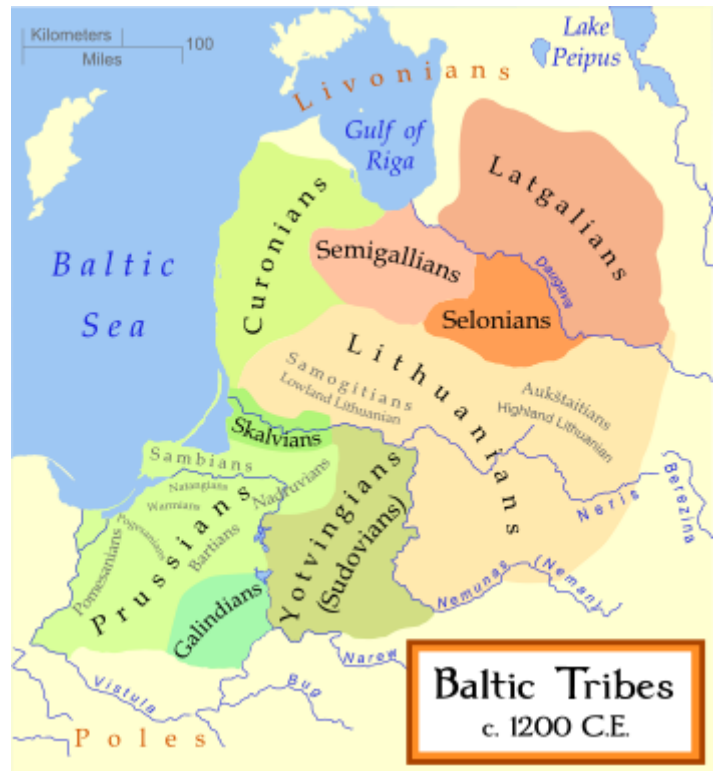 Kilometers
100
Miles
Lake
Peipus
Livonians
Gulf of
Riga
Latgalians
Curonians
Semigallians
Baltic
Sea
Daugava
Selonians
Lithuanians
Samogitians
Lowland Lithuanian
Aukštaitians
Highland Lithuanian
Skalvians
Sambians
Nadruvians
Natangians
Warmians
Pogesanians
Bartians
Pomesanians
Prussians
Yotvingians
(Sudovians)
Galindians
Neris
Berezina
Nemunas (Neman)
Narew
Bug
Vistula
Poles
Baltic Tribes
c. 1200 C.E.